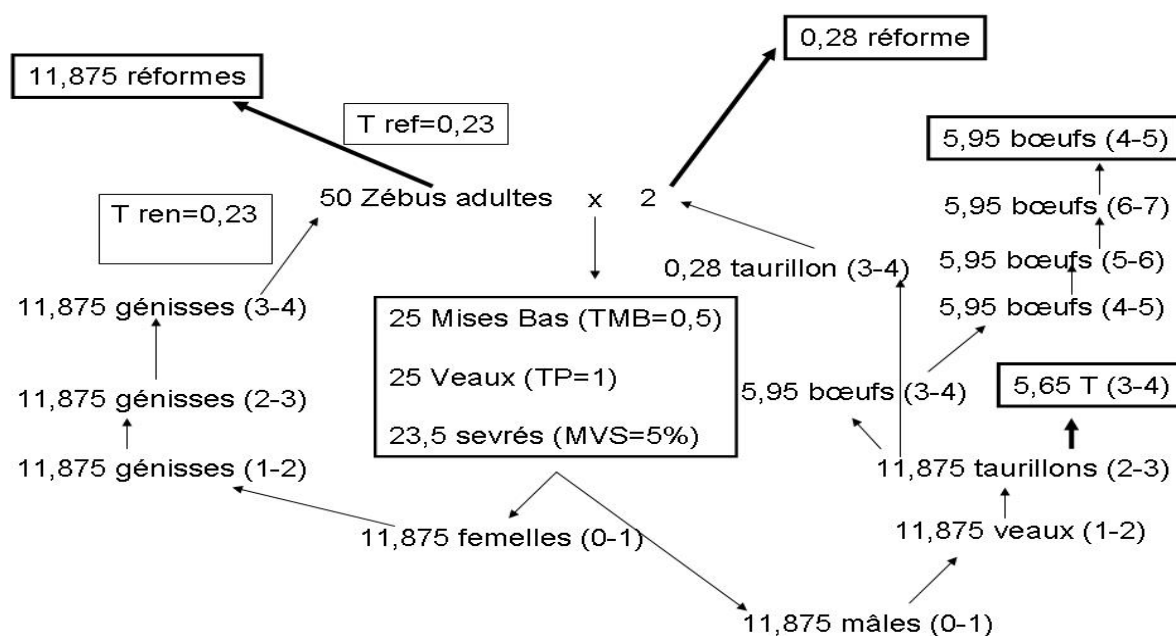 0,28 réforme
11,875 réformes
T ref=0,23
5,95 bœufs (4-5)
50 Zébus adultes x 2
T ren=0,23
5,95 bœufs (6-7)
0,28 taurillon (3-4)
5,95 bœufs (5-6)
11,875 génisses (3-4)
5,95 bœufs (4-5)
25 Mises Bas (TMB=0,5)
25 Veaux (TP=1)
23,5 sevrés (MVS=5%)
11,875 génisses (2-3)
5,95 bœufs (3-4)
5,65 T (3-4)
11,875 génisses (1-2)
11,875 taurillons (2-3)
11,875 femelles (0-1)
11,875 veaux (1-2)
11,875 mâles (0-1)